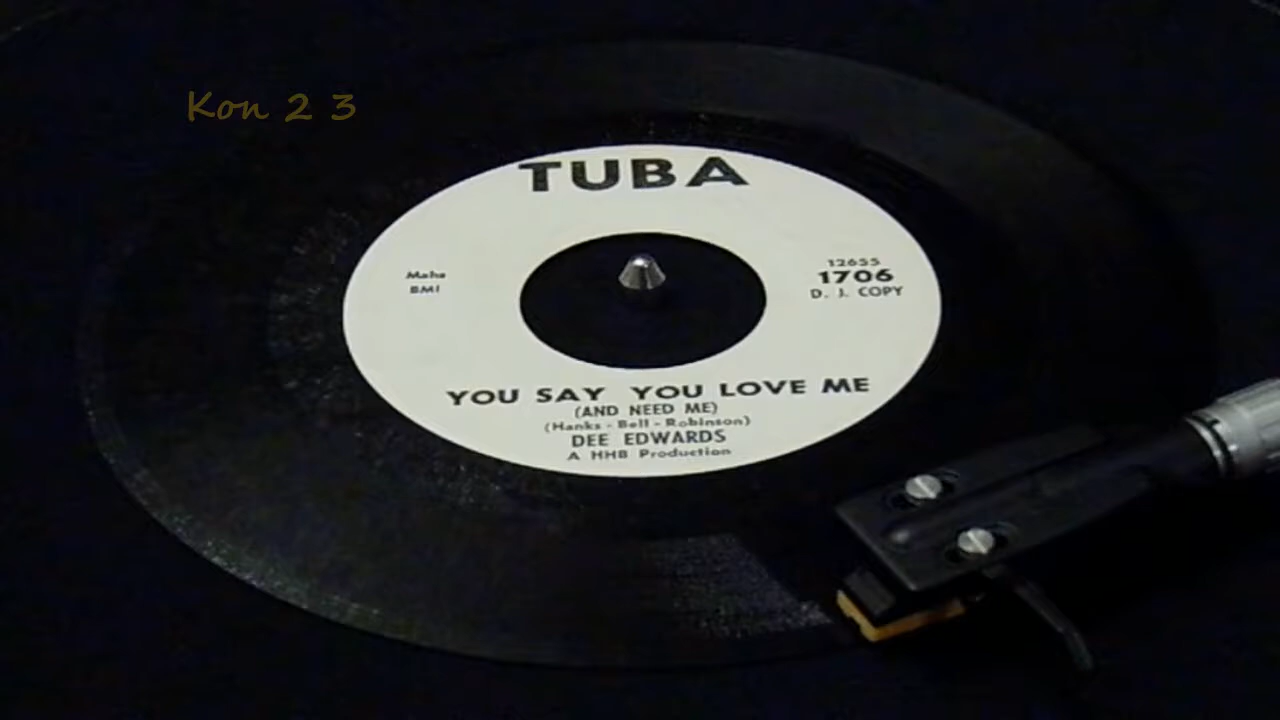 Kon 2 3
TUBA
Maha
BMI
12655
1706
D. J. COPY
YOU SAY YOU LOVE ME
(AND NEED ME)
(Hanks - Bell - Robinson)
DEE EDWARDS
A HHB Production